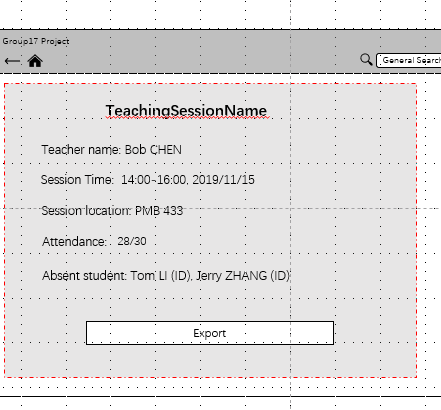 Group17 Project
General Search
TeachingSessionName
Teacher name: Bob CHEN
Session Time: 14:00-16:00, 2019/11/15
Session location: PMB 433
Attendance: 28/30
Absent student: Tom LI (ID), Jerry ZHANG (ID)
Export